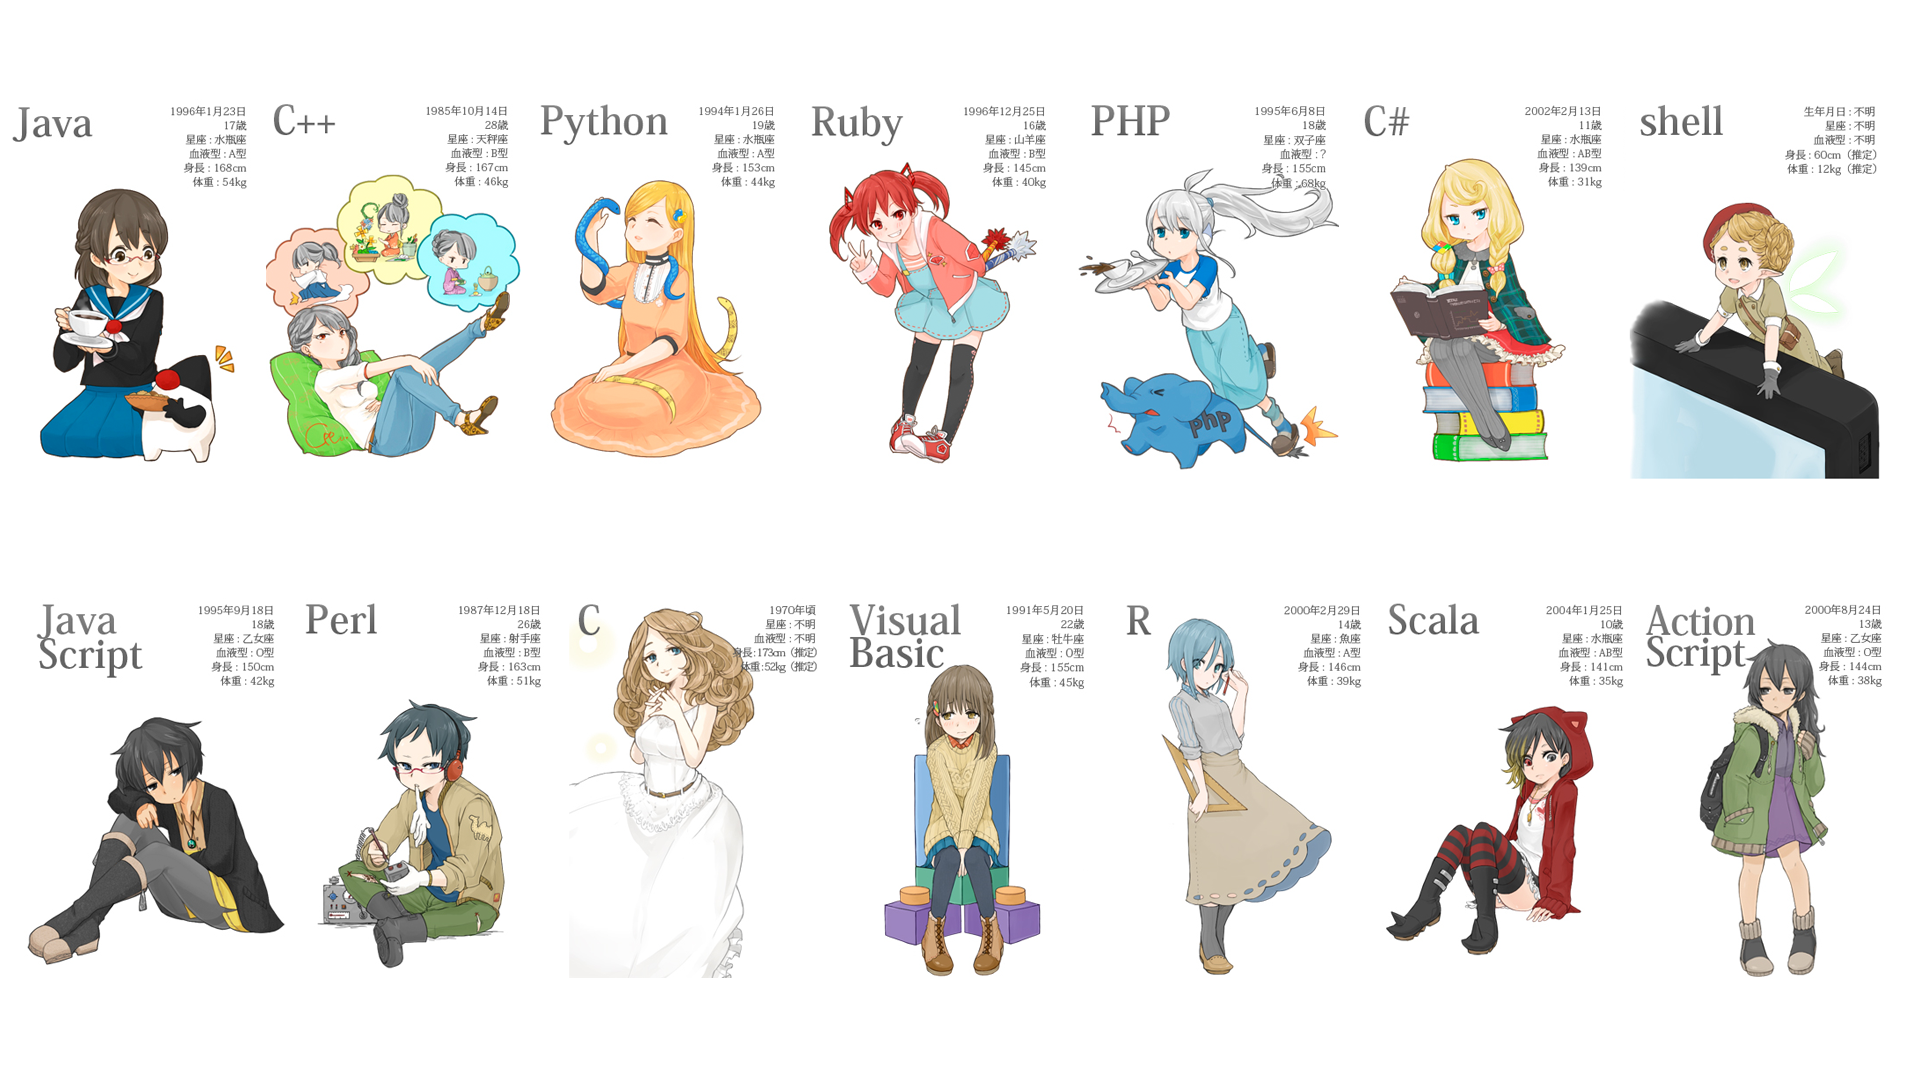 Java
1996年1月23日
17歳
星座 : 水瓶座
血液型 : A型
身長 : 168cm
体重 : 54kg
C++
1985年10月14日
28歳
星座 : 天秤座
血液型 : B型
身長 : 167cm
体重 : 46kg
Python
1994年1月26日
19歳
星座 : 水瓶座
血液型 : A型
身長 : 153cm
体重 : 44kg
Ruby
1996年12月25日
16歳
星座 : 山羊座
血液型 : B型
身長 : 145cm
体重 : 40kg
PHP
1995年6月8日
18歳
星座 : 双子座
血液型 : ?
身長 : 155cm
体重 : 68kg
php
C#
2002年2月13日
11歳
星座 : 水瓶座
血液型 : AB型
身長 : 139cm
体重 : 31kg
shell
生年月日 : 不明
星座 : 不明
血液型 : 不明
身長 : 60cm（推定）
体重 : 12kg（推定）
Java
Script
1995年9月18日
18歳
星座 : 乙女座
血液型 : O型
身長 : 150cm
体重 : 42kg
Perl
1987年12月18日
26歳
星座 : 射手座
血液型 : B型
身長 : 163cm
体重 : 51kg
C
1970年頃
星座 : 不明
血液型 : 不明
身長 : 173cm（推定）
体重 : 52kg（推定）
Visual
Basic
1991年5月20日
22歳
星座 : 牡牛座
血液型 : O型
身長 : 155cm
体重 : 45kg
R
2000年2月29日
14歳
星座 : 魚座
血液型 : A型
身長 : 146cm
体重 : 39kg
Scala
2004年1月25日
10歳
星座 : 水瓶座
血液型 : AB型
身長 : 141cm
体重 : 35kg
Action
Script
2000年8月24日
13歳
星座 : 乙女座
血液型 : O型
身長 : 144cm
体重 : 38kg